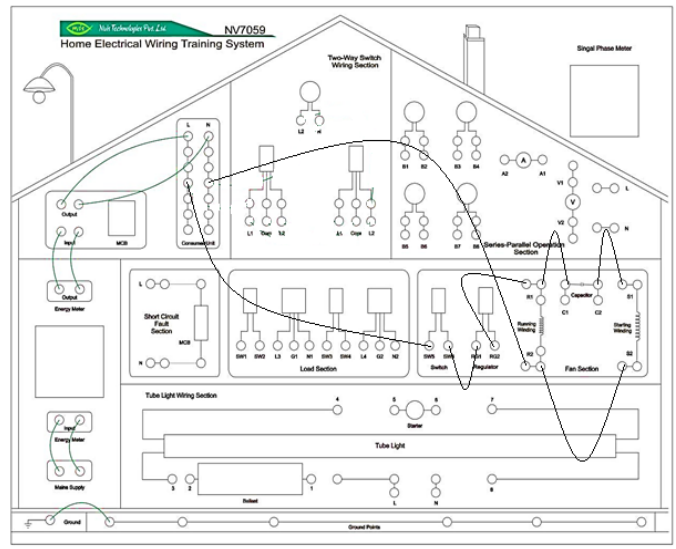 Nvis Technologies Pvt. Ltd.
NV7059
Home Electrical Wiring Training System
Two-Way Switch
Wiring Section
Singal Phase Meter
L N
L2
B1 B2 B3 B4
A2 A A1
V1
L
V
V2
N
Output
Input
MCB
Consumer Unit
L1 L2
L2
B5 B6 B7 B8
Series-Parallel Operation
Section
Output
Energy Meter
L
Short Circuit
Fault
Section
MCB
N
SW1 SW2 L3 G1 N1 SW3 SW4 L4 G2 N2
Load Section
SW5 RG1 RG2
Switch
Regulator
R1
C1 C2
Capacitor
S1
Running
Winding
Starting
Winding
R2
S2
Fan Section
Tube Light Wiring Section
4 5 6 7
Starter
Tube Light
Input
Energy Meter
Mains Supply
3 2 1
Ballast
L N
8
Ground
Ground Points